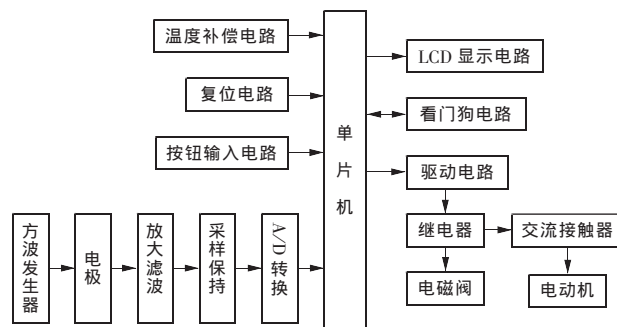 温度补偿电路
复位电路
按钮输入电路
方波发生器
电极
放大滤波
采样保持
A/D转换
单片机
LCD 显示电路
看门狗电路
驱动电路
继电器
交流接触器
电磁阀
电动机